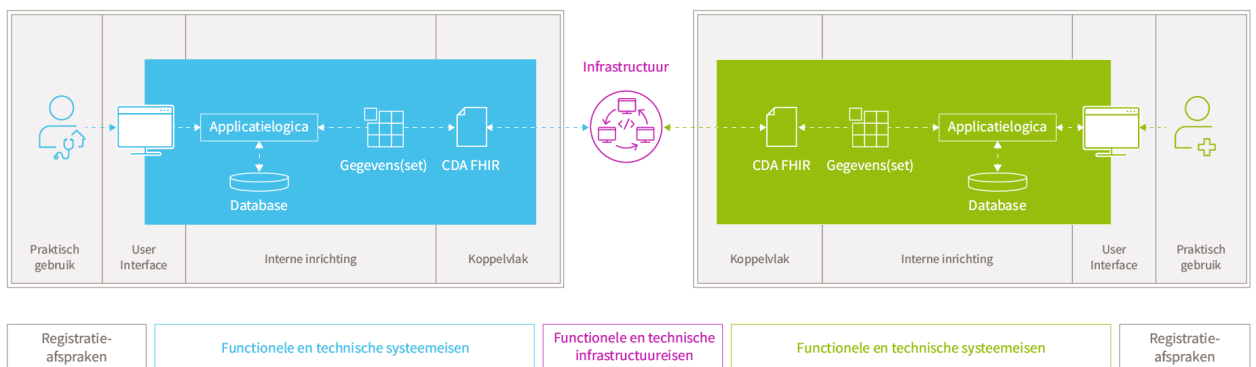 Infrastructuur
</>
Applicatielogica
Gegevens(set)
CDA FHIR
Database
CDA FHIR
Gegevens(set)
Applicatielogica
Database
Praktisch
gebruik
User
Interface
Interne inrichting
Koppelvlak
Koppelvlak
Interne inrichting
User
Interface
Praktisch
gebruik
Registratie-
afspraken
Functionele en technische systeemeisen
Functionele en technische
infrastructuureisen
Functionele en technische systeemeisen
Registratie-
afspraken